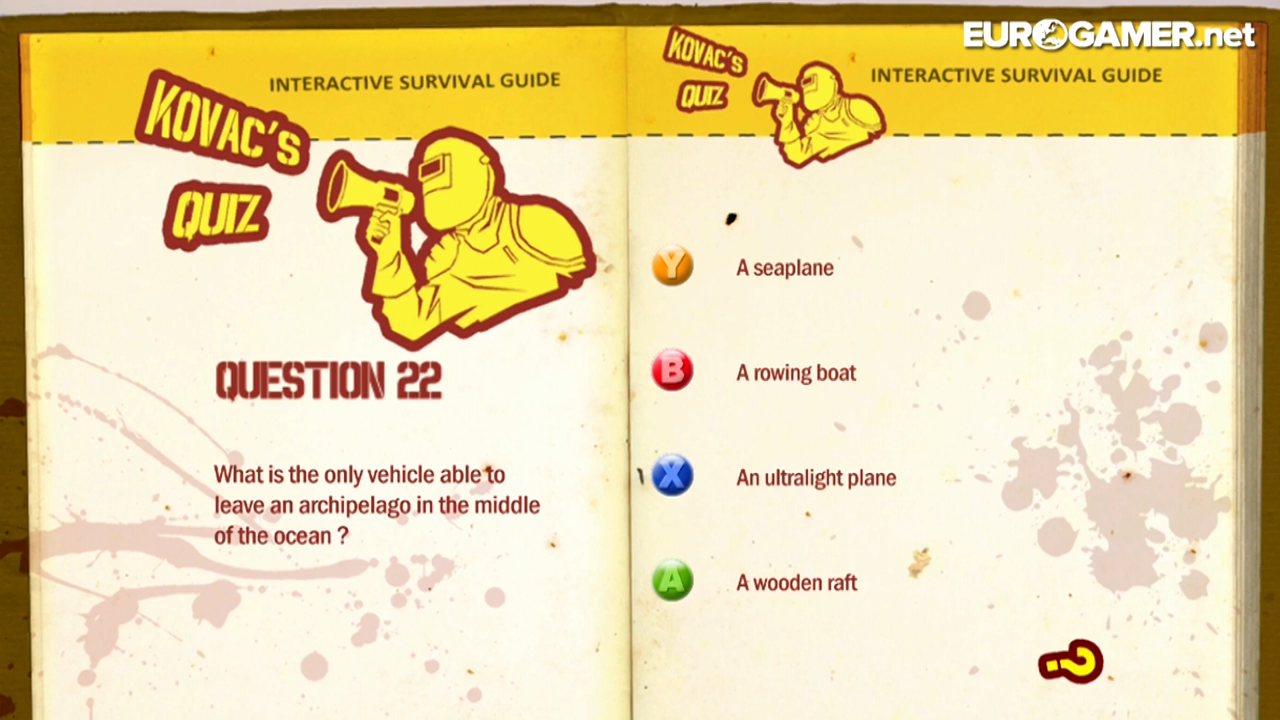 EUROGAMER.net
INTERACTIVE SURVIVAL GUIDE
KOVAC's
QUIZ
QUESTION 22
What is the only vehicle able to
leave an archipelago in the middle
of the ocean ?
KOVAC's
QUIZ
INTERACTIVE SURVIVAL GUIDE
Y A seaplane
B A rowing boat
X An ultralight plane
A A wooden raft
?